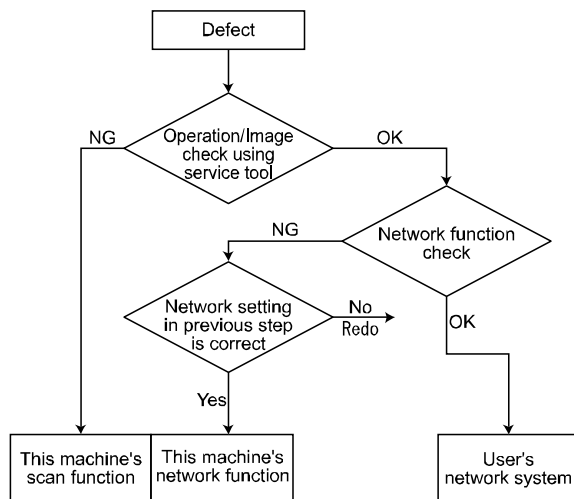 Defect
NG
Operation/Image
check using
service tool
OK
NG
Network function
check
Network setting
in previous step
is correct
No
Redo
OK
Yes
This machine's
scan function
This machine's
network function
User's
network system